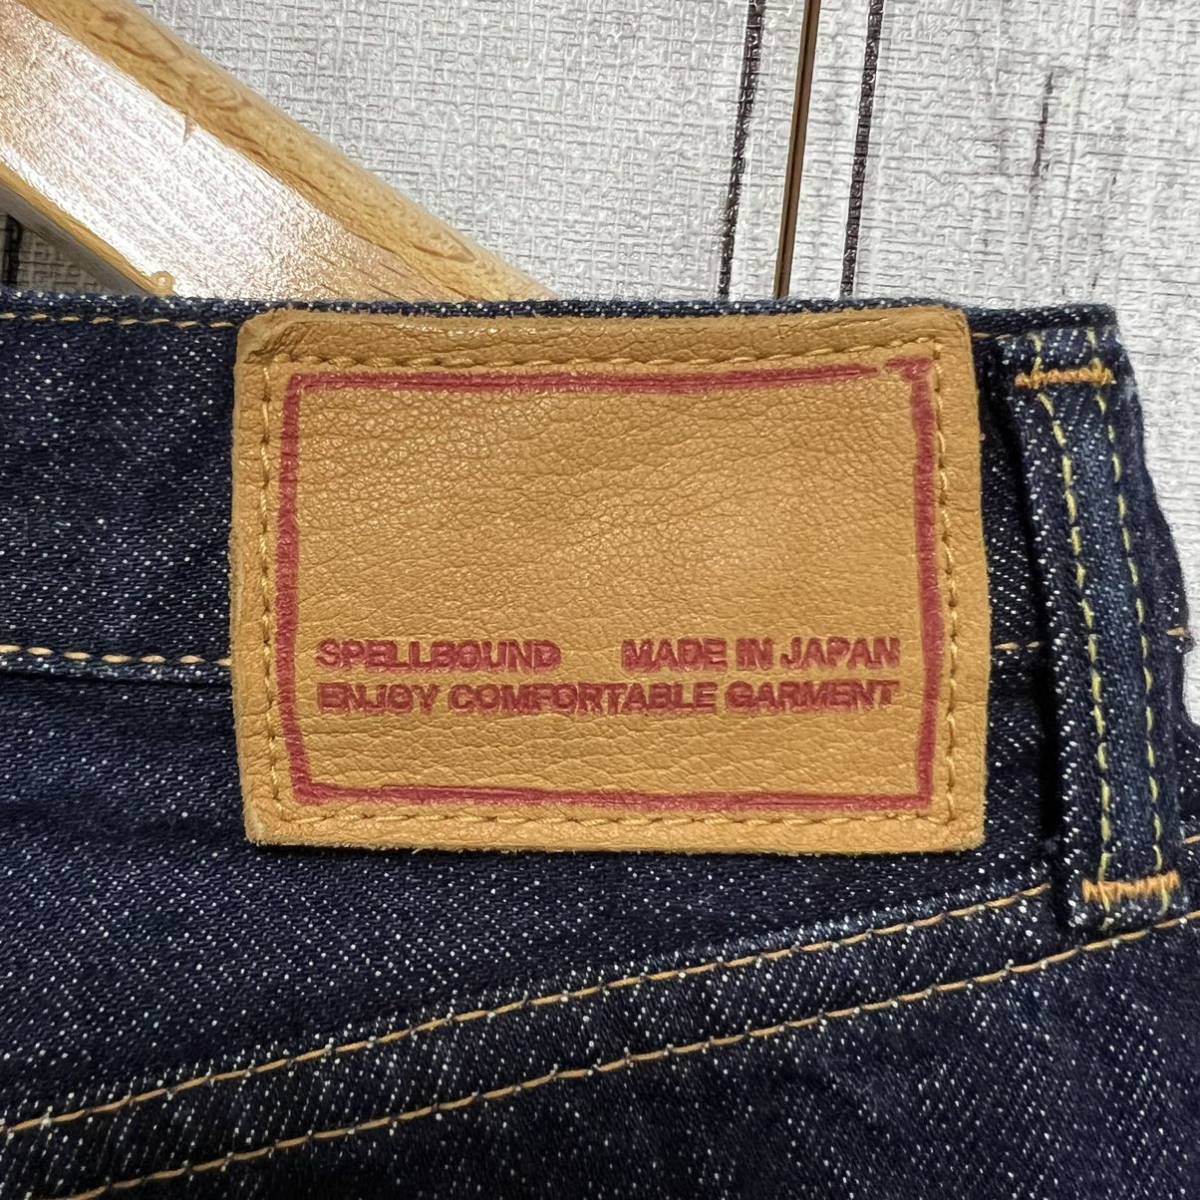 SPELLBOUND MADE IN JAPAN
ENJOY COMFORTABLE GARMENT